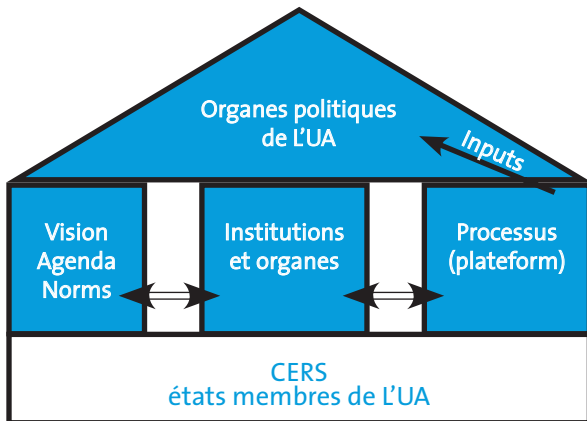 Organes politiques
de L'UA
Inputs
Vision
Agenda
Norms
Institutions
et organes
Processus
(plateform)
CERS
états membres de L'UA